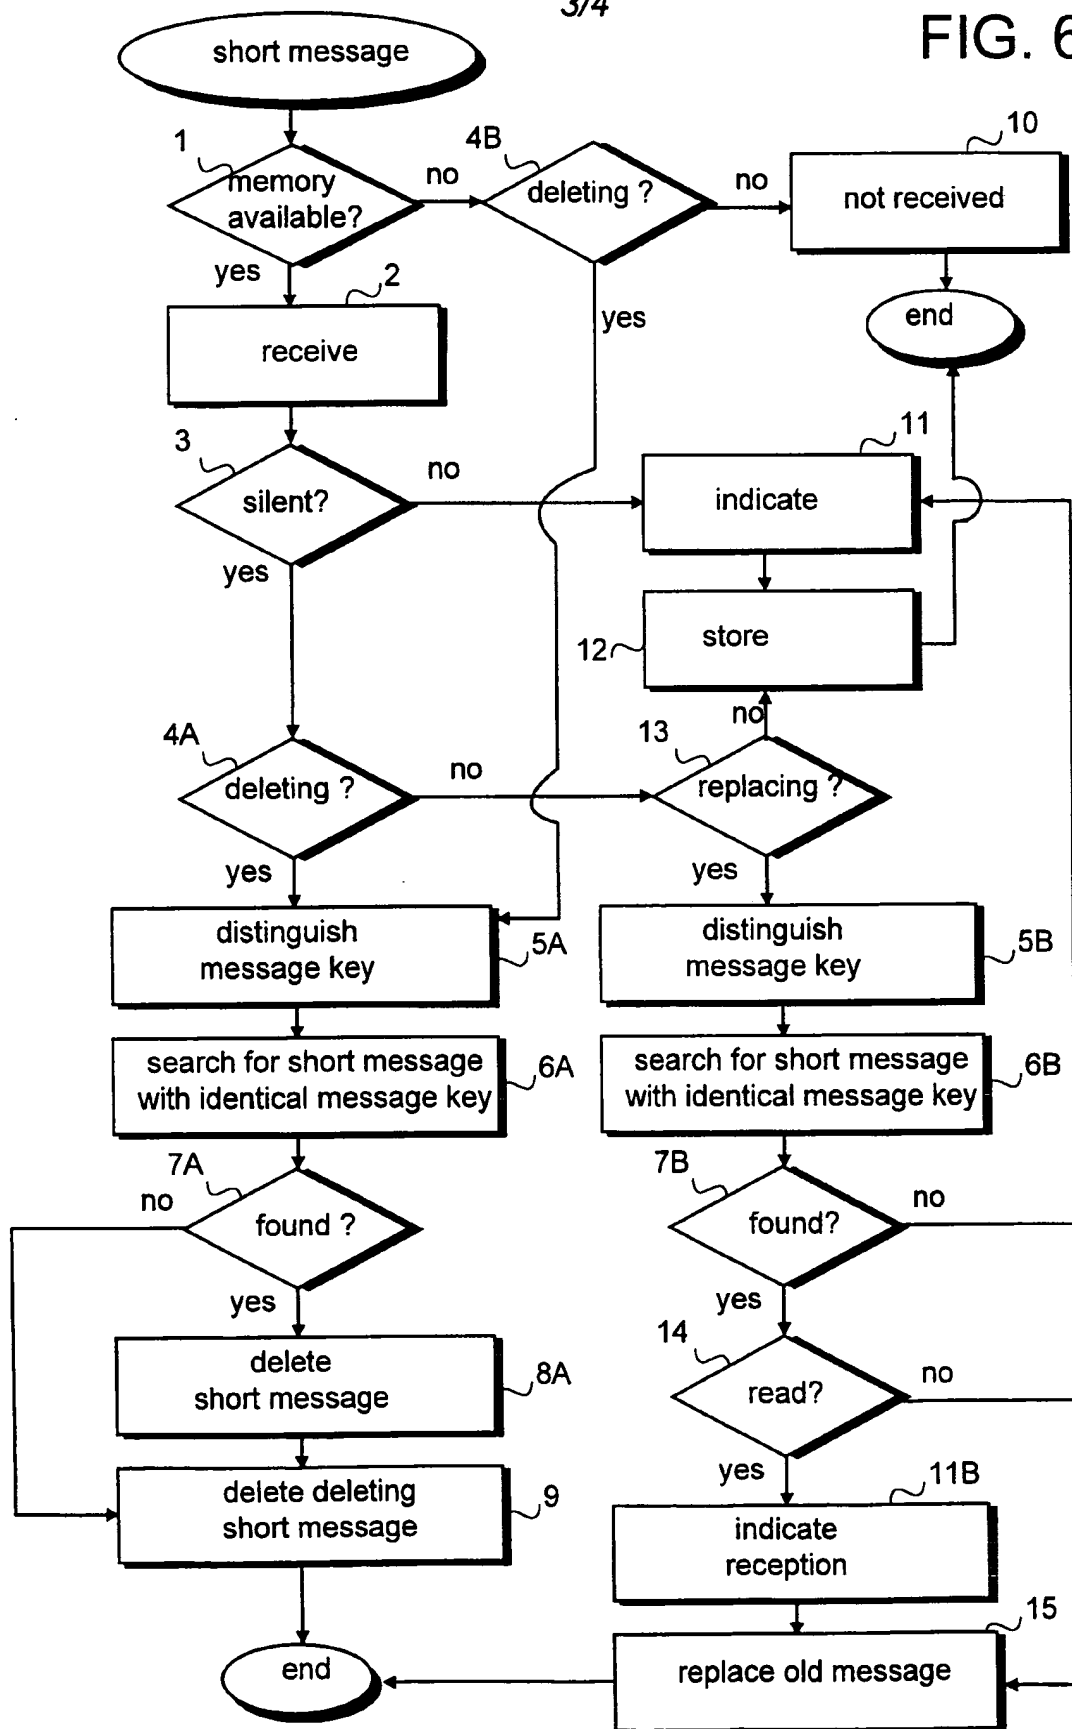 3/4
FIG. 6
short message
1
memory
available?
no
4B
deleting ?
no
10
not received
yes
2
receive
yes
end
3
silent?
no
11
indicate
yes
12
store
no
4A
deleting ?
no
13
replacing ?
yes
yes
distinguish
message key
5A
distinguish
message key
5B
search for short message
with identical message key
6A
search for short message
with identical message key
6B
7A
no
found ?
7B
found?
no
yes
yes
delete
short message
8A
14
read?
no
yes
delete deleting
short message
9
11B
indicate
reception
15
end
replace old message